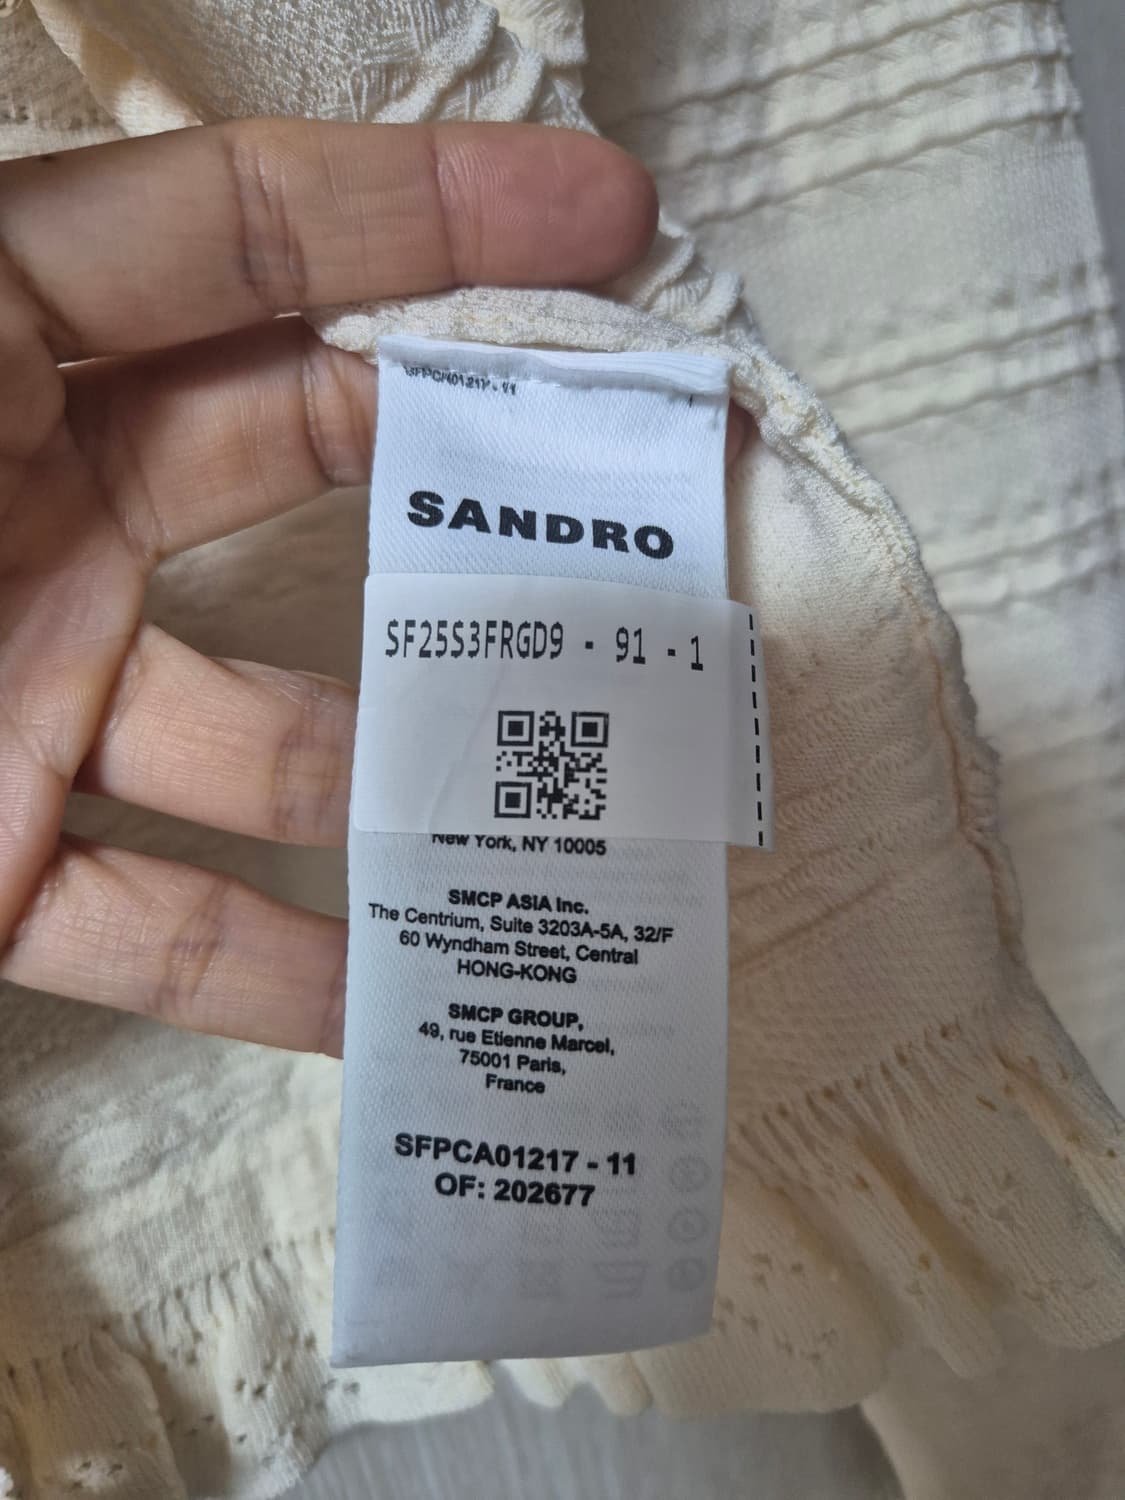 SFPCA01217 - 11
1
SANDRO
SF25S3FRGD9 - 91 - 1
New York, NY 10005
SMCP ASIA Inc.
The Centrium, Suite 3203A-5A, 32/F
60 Wyndham Street, Central
HONG-KONG
SMCP GROUP,
49, rue Etienne Marcel,
75001 Paris,
France
SFPCA01217 - 11
OF: 202677